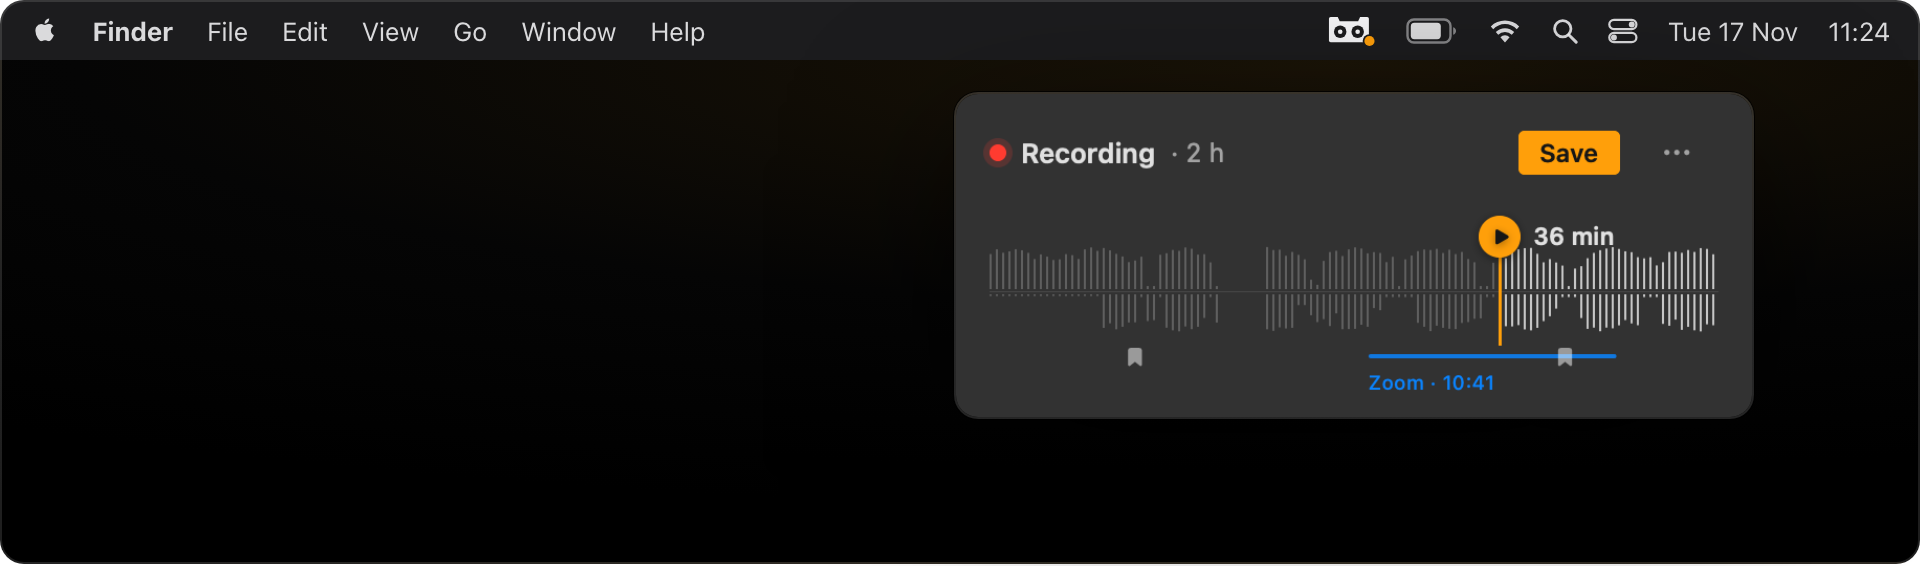 Finder File Edit View Go Window Help Tue 17 Nov 11:24
Recording · 2 h Save
36 min
Zoom · 10:41